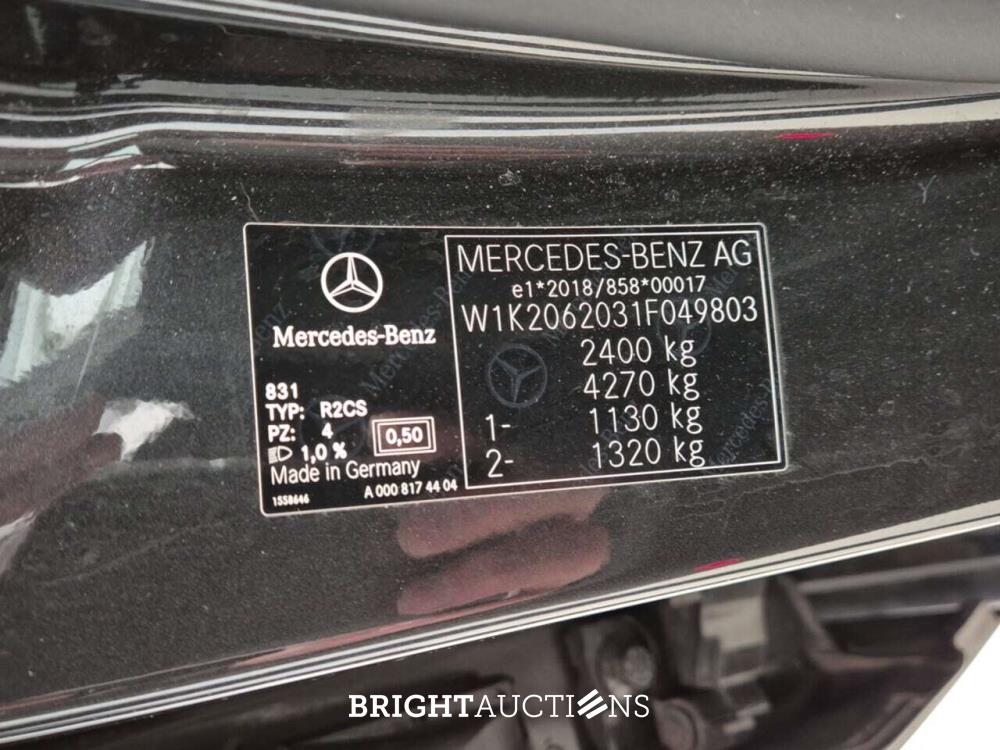 Mercedes-Benz
831
TYP: R2CS
PZ: 4
1,0 %
0,50
Made in Germany
1558646
A 000 817 44 04
MERCEDES-BENZ AG
e1*2018/858*00017
W1K2062031F049803
2400 kg
4270 kg
1- 1130 kg
2- 1320 kg
BRIGHTAUCTIONS